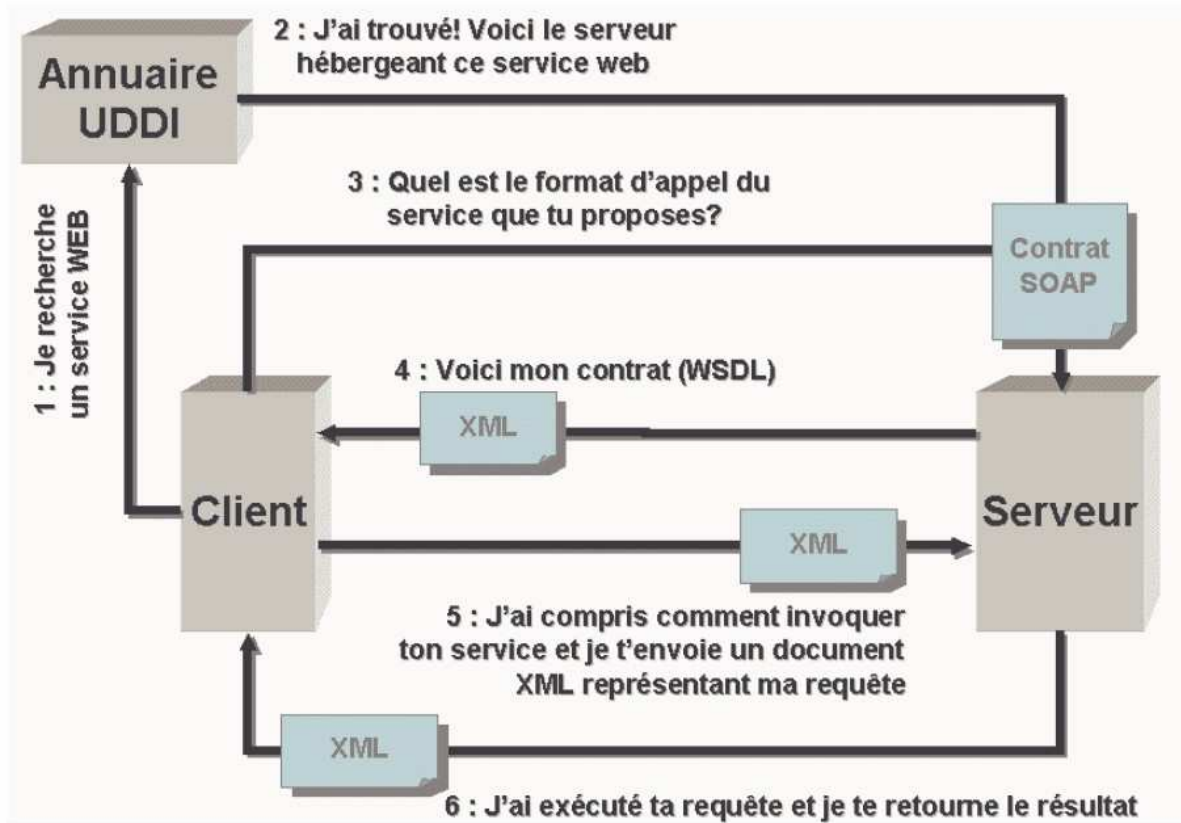 2 : J'ai trouvé! Voici le serveur
hébergeant ce service web
Annuaire
UDDI
3 : Quel est le format d'appel du
service que tu proposes?
1 : Je recherche
un service WEB
Contrat
SOAP
4 : Voici mon contrat (WSDL)
XML
Client
Serveur
XML
5 : J'ai compris comment invoquer
ton service et je t'envoie un document
XML représentant ma requête
XML
6 : J'ai exécuté ta requête et je te retourne le résultat